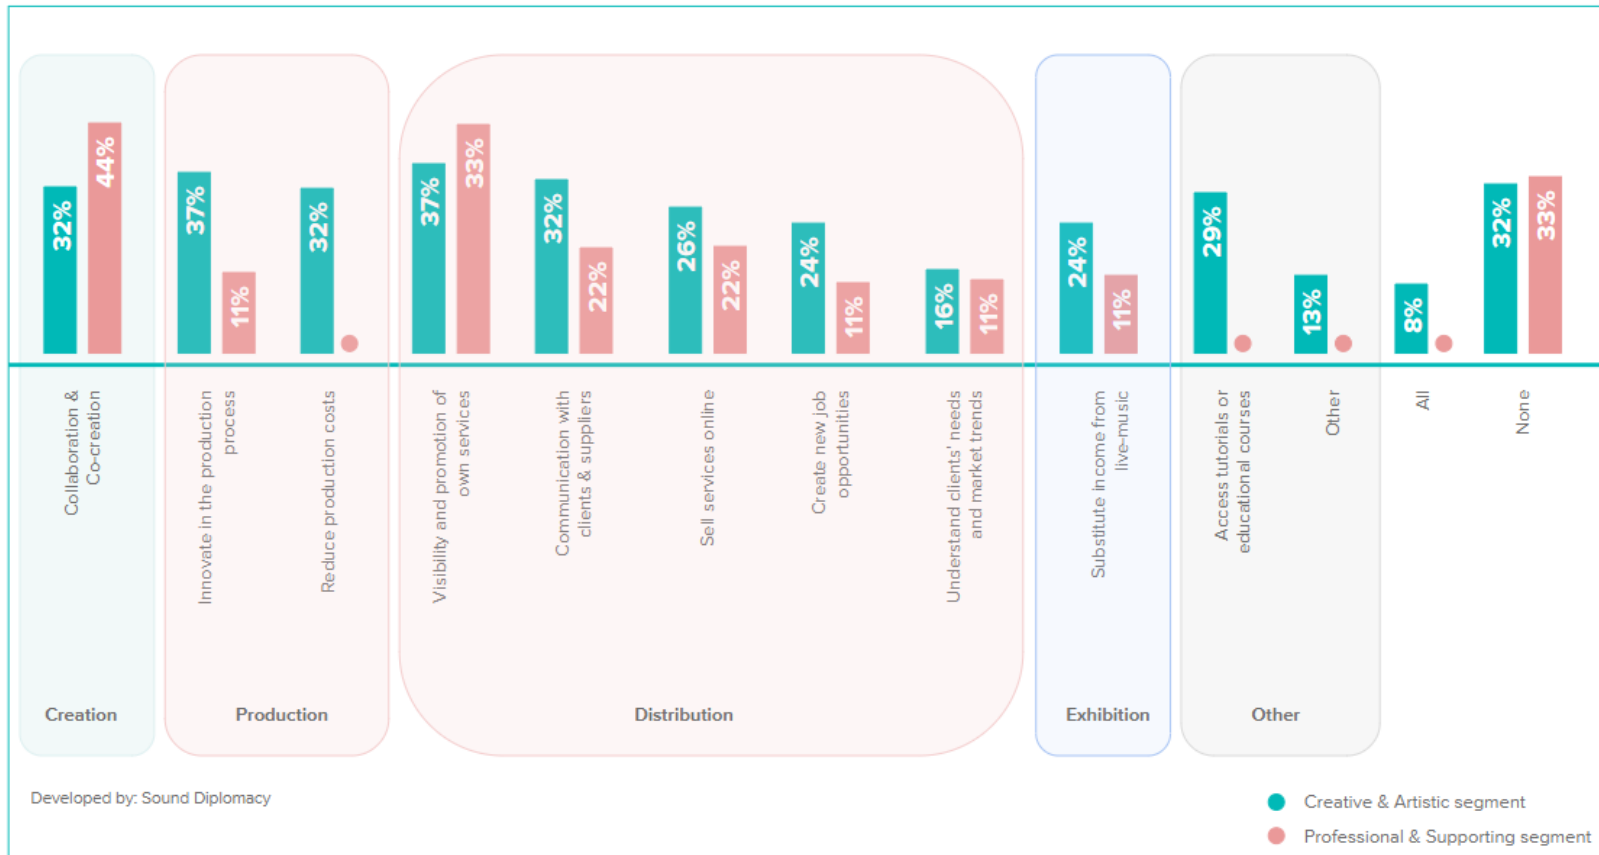 32%
44%
37%
11%
32%
37%
33%
32%
22%
26%
22%
24%
11%
16%
11%
24%
11%
29%
13%
8%
32%
33%
Collaboration &
Co-creation
Innovate in the production
process
Reduce production costs
Visibility and promotion of
own services
Communication with
clients & suppliers
Sell services online
Create new job
opportunities
Understand clients' needs
and market trends
Substitute income from
live-music
Access tutorials or
educational courses
Other
All
None
Creation
Production
Distribution
Exhibition
Other
Developed by: Sound Diplomacy
Creative & Artistic segment
Professional & Supporting segment